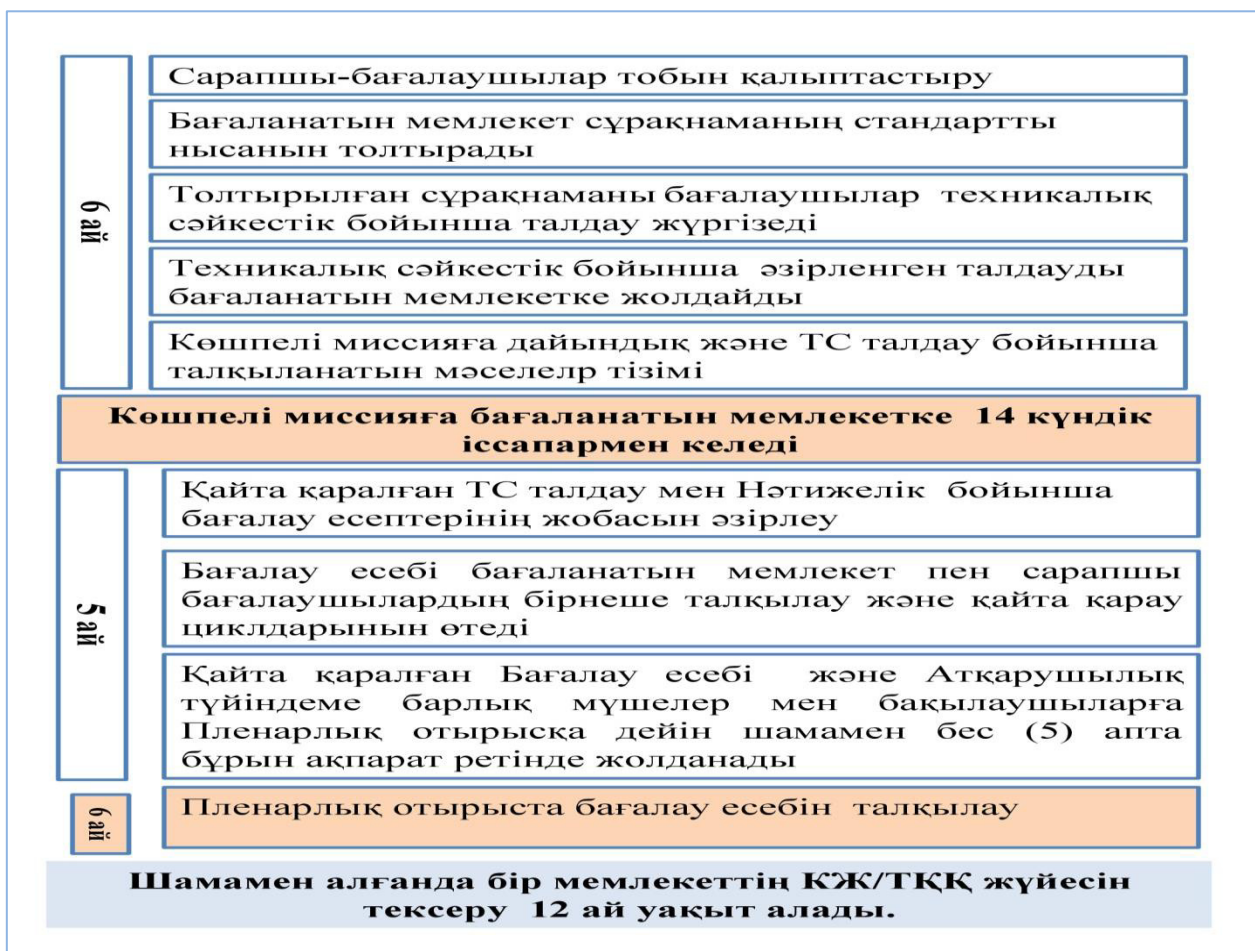 6 ай
Сарапшы-бағалаушылар тобын қалыптастыру
Бағаланатын мемлекет сұрақнаманың стандартты
нысанын толтырады
Толтырылған сұрақнаманы бағалаушылар техникалық
сәйкестік бойынша талдау жүргізеді
Техникалық сәйкестік бойынша әзірленген талдауды
бағаланатын мемлекетке жолдайды
Көшпелі миссияға дайындық және ТС талдау бойынша
талқыланатын мәселелр тізімі
Көшпелі миссияға бағаланатын мемлекетке 14 күндік
іссапармен келеді
5 ай
Қайта қаралған ТС талдау мен Нәтижелік бойынша
бағалау есептерінің жобасын әзірлеу
Бағалау есебі бағаланатын мемлекет пен сарапшы
бағалаушылардың бірнеше талқылау және қайта қарау
циклдарынын өтеді
Қайта қаралған Бағалау есебі және Атқарушылық
түйіндеме барлық мүшелер мен бақылаушыларға
Пленарлық отырысқа дейін шамамен бес (5) апта
бұрын ақпарат ретінде жолданады
6 ай
Пленарлық отырыста бағалау есебін талқылау
Шамамен алғанда бір мемлекеттің КЖ/ТҚҚ жүйесін
тексеру 12 ай уақыт алады.